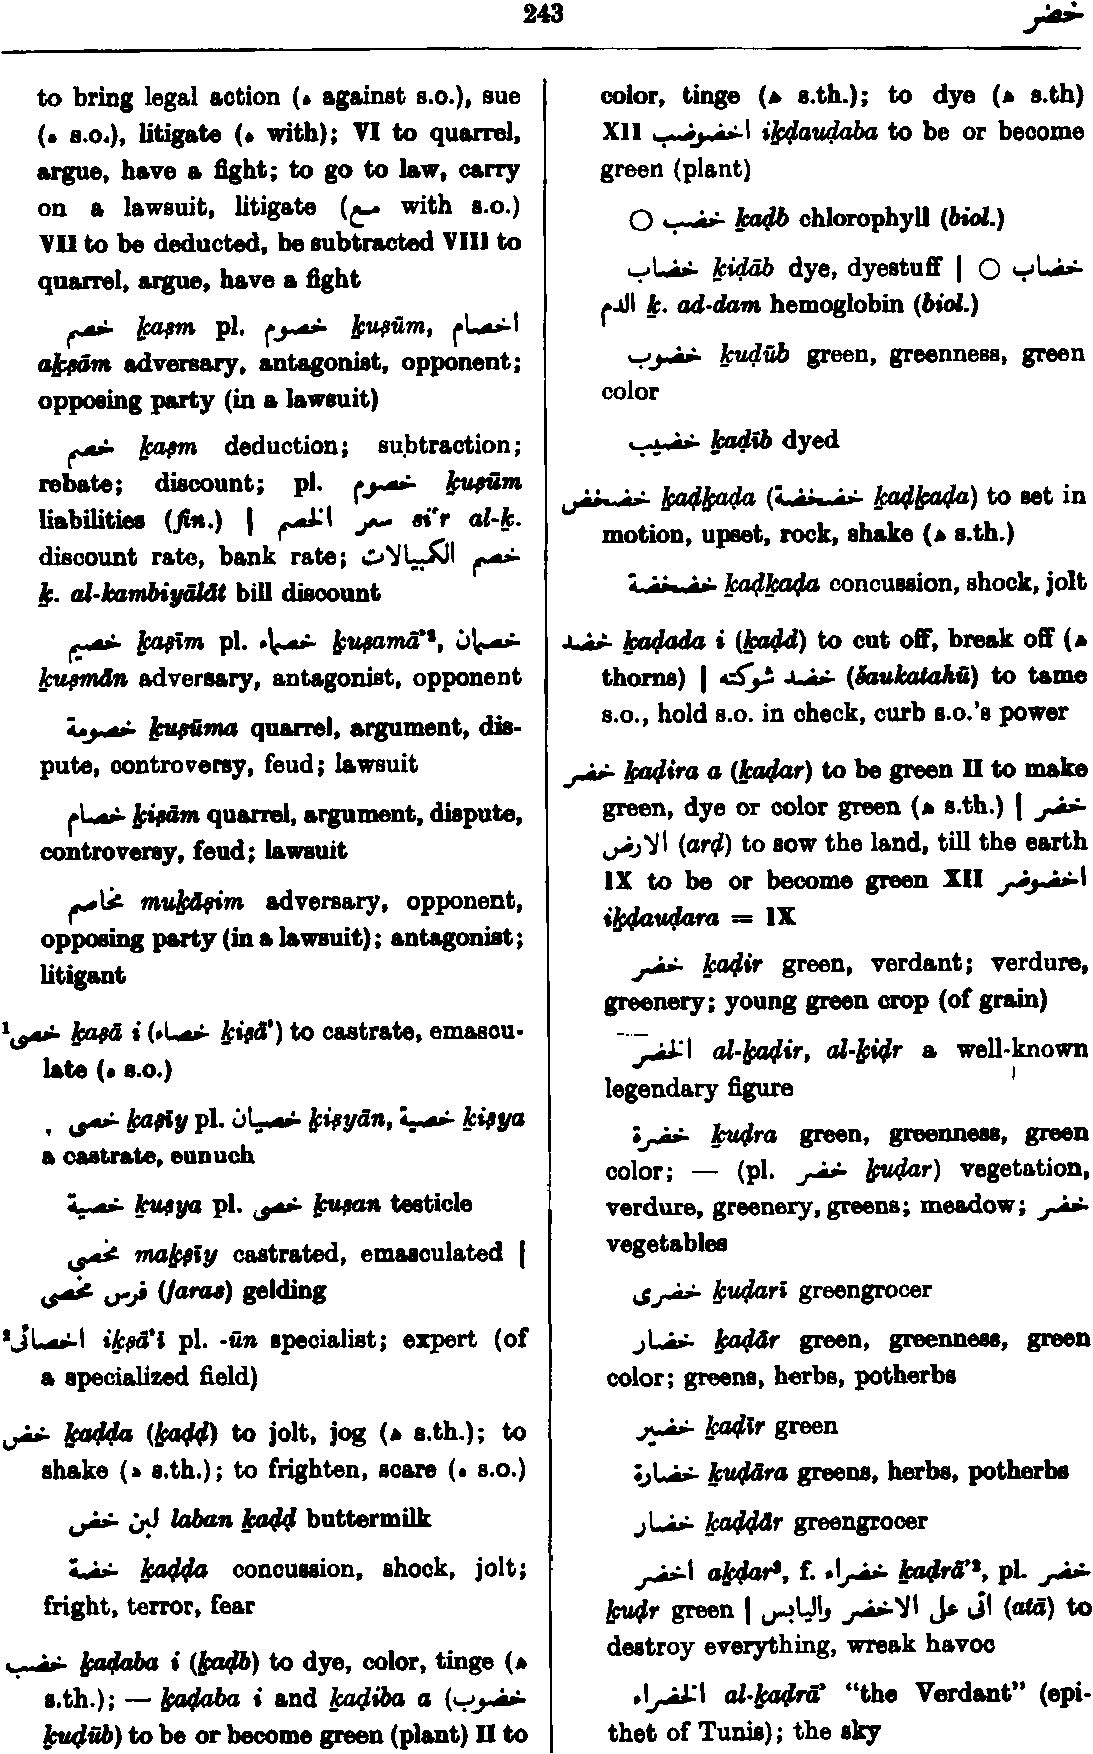 243
خضر
to bring legal action (ه against s.o.), sue
(ه s.o.), litigate (ه with); VI to quarrel,
argue, have a fight; to go to law, carry
on a lawsuit, litigate (مع with s.o.)
VII to be deducted, be subtracted VIII to
quarrel, argue, have a fight
خصم ḵaṣm pl. خصوم ḵuṣūm, اخصام
aḵṣām adversary, antagonist, opponent;
opposing party (in a lawsuit)
خصم ḵaṣm deduction; subtraction;
rebate; discount; pl. خصوم ḵuṣūm
liabilities (fin.) | سعر الخصم si‘r al-ḵ.
discount rate, bank rate; خصم الكبيالات
ḵ. al-kambiyālāt bill discount
خصيم ḵaṣīm pl. خصماء ḵuṣamā’², خصمان
ḵuṣmān adversary, antagonist, opponent
خصومة ḵuṣūma quarrel, argument, dis-
pute, controversy, feud; lawsuit
خصام ḵiṣām quarrel, argument, dispute,
controversy, feud; lawsuit
مخاصم muḵāṣim adversary, opponent,
opposing party (in a lawsuit); antagonist;
litigant
¹خصى ḵaṣā i (خصاء ḵiṣā’) to castrate, emascu-
late (ه s.o.)
خصى ḵaṣīy pl. خصيان ḵiṣyān, خصية ḵiṣya
a castrate, eunuch
خصية ḵuṣya pl. خصى ḵuṣan testicle
مخصى maḵṣīy castrated, emasculated |
فرس مخصى (faras) gelding
²اخصائى iḵṣā’ī pl. -ūn specialist; expert (of
a specialized field)
خض ḵaḍḍa (ḵaḍḍ) to jolt, jog (ه s.th.); to
shake (ه s.th.); to frighten, scare (ه s.o.)
لبن خض laban ḵaḍḍ buttermilk
خضة ḵaḍḍa concussion, shock, jolt;
fright, terror, fear
خضب ḵaḍaba i (ḵaḍb) to dye, color, tinge (ه
s.th.); — ḵaḍaba i and ḵaḍiba a (خضوب
ḵuḍūb) to be or become green (plant) II to
color, tinge (ه s.th.); to dye (ه s.th)
XII اخضوضب iḵḍauḍaba to be or become
green (plant)
○ خضب ḵaḍb chlorophyll (biol.)
خضاب ḵiḍāb dye, dyestuff | ○ خضاب
الدم ḵ. ad-dam hemoglobin (biol.)
خضوب ḵuḍūb green, greenness, green
color
خضيب ḵaḍīb dyed
خضخض ḵaḍḵaḍa (خضخضة ḵaḍḵaḍa) to set in
motion, upset, rock, shake (ه s.th.)
خضخضة ḵaḍḵaḍa concussion, shock, jolt
خضد ḵaḍada i (ḵaḍd) to cut off, break off (ه
thorns) | خضد شوكته (šaukatahū) to tame
s.o., hold s.o. in check, curb s.o.'s power
خضر ḵaḍira a (ḵaḍar) to be green II to make
green, dye or color green (ه s.th.) | خضر
الارض (arḍ) to sow the land, till the earth
IX to be or become green XII اخضوضر
iḵḍauḍara = IX
خضر ḵaḍir green, verdant; verdure,
greenery; young green crop (of grain)
الخضر al-ḵaḍir, al-ḵiḍr a well-known
legendary figure
خضرة ḵuḍra green, greenness, green
color; — (pl. خضر ḵuḍar) vegetation,
verdure, greenery, greens; meadow; خضر
vegetables
خضرى ḵuḍarī greengrocer
خضار ḵaḍār green, greenness, green
color; greens, herbs, potherbs
خضير ḵaḍīr green
خضارة ḵuḍāra greens, herbs, potherbs
خضار ḵaḍḍār greengrocer
اخضر aḵḍar², f. خضراء ḵaḍrā’², pl. خضر
ḵuḍr green | اتى على الاخضر واليابس (atā) to
destroy everything, wreak havoc
الخضراء al-ḵaḍrā’ “the Verdant” (epi-
thet of Tunis); the sky